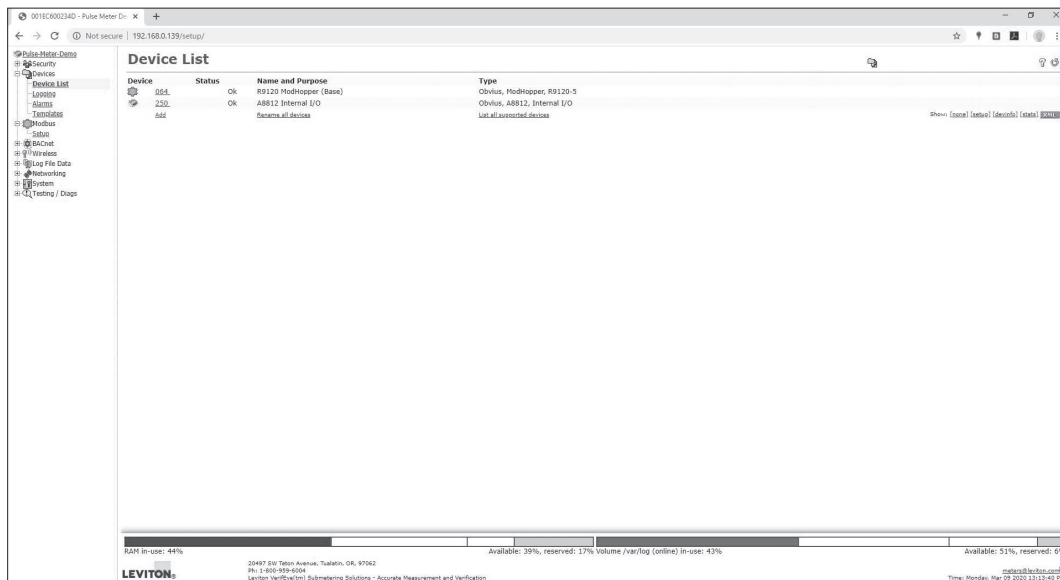 001EC600234D - Pulse Meter De
Not secure | 192.168.0.139/setup/
Pulse-Meter-Demo
Security
Devices
Device List
Logging
Alarms
Templates
Modbus
Setup
BACnet
Wireless
Log File Data
Networking
System
Testing / Diags
Device List
Device Status Name and Purpose Type
064 Ok R9120 ModHopper (Base) Obvius, ModHopper, R9120-5
250 Ok A8812 Internal I/O Obvius, A8812, Internal I/O
Add Rename all devices List all supported devices Show: [none] [setup] [devinfo] [stats]
RAM in-use: 44% Available: 39%, reserved: 17% Volume /var/log (online) in-use: 43% Available: 51%, reserved: 6
LEVITON®
20497 SW Teton Avenue, Tualatin, OR, 97062
Ph: 1-800-959-6004
Leviton VerifEye(tm) Submetering Solutions - Accurate Measurement and Verification
meters@leviton.com
Time: Monday, Mar 09 2020 13:13:40 P